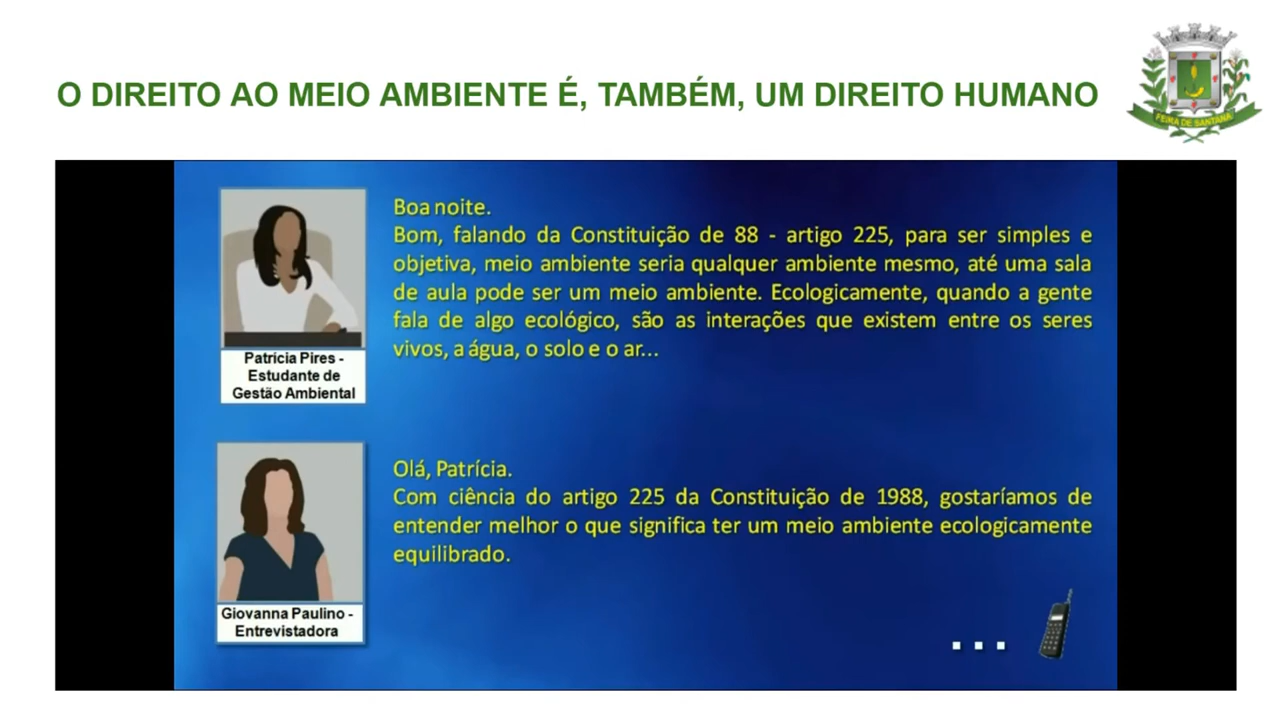 O DIREITO AO MEIO AMBIENTE É, TAMBÉM, UM DIREITO HUMANO
FEIRA DE SANTANA
Boa noite.
Bom, falando da Constituição de 88 - artigo 225, para ser simples e
objetiva, meio ambiente seria qualquer ambiente mesmo, até uma sala
de aula pode ser um meio ambiente. Ecologicamente, quando a gente
fala de algo ecológico, são as interações que existem entre os seres
vivos, a água, o solo e o ar...
Patrícia Pires -
Estudante de
Gestão Ambiental
Olá, Patrícia.
Com ciência do artigo 225 da Constituição de 1988, gostaríamos de
entender melhor o que significa ter um meio ambiente ecologicamente
equilibrado.
Giovanna Paulino -
Entrevistadora
...